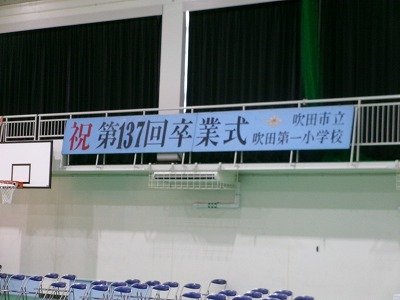 祝 第137回卒業式
吹田市立
吹田第一小学校